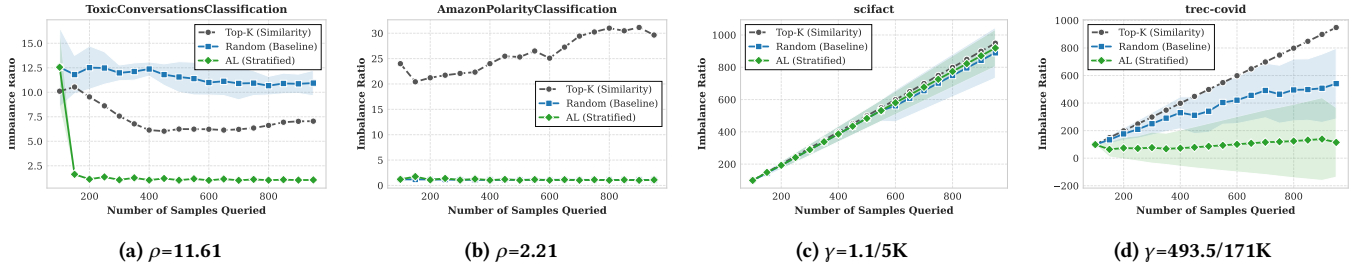 ToxicConversationsClassification
Imbalance Ratio
15.0
12.5
10.0
7.5
5.0
2.5
Top-K (Similarity)
Random (Baseline)
AL (Stratified)
200
400
600
800
Number of Samples Queried
(a) ρ=11.61
AmazonPolarityClassification
Imbalance Ratio
30
25
20
15
10
5
0
Top-K (Similarity)
Random (Baseline)
AL (Stratified)
200
400
600
800
Number of Samples Queried
(b) ρ=2.21
scifact
Imbalance Ratio
1000
800
600
400
200
Top-K (Similarity)
Random (Baseline)
AL (Stratified)
200
400
600
800
Number of Samples Queried
(c) γ=1.1/5K
trec-covid
Imbalance Ratio
1000
800
600
400
200
0
−200
Top-K (Similarity)
Random (Baseline)
AL (Stratified)
200
400
600
800
Number of Samples Queried
(d) γ=493.5/171K